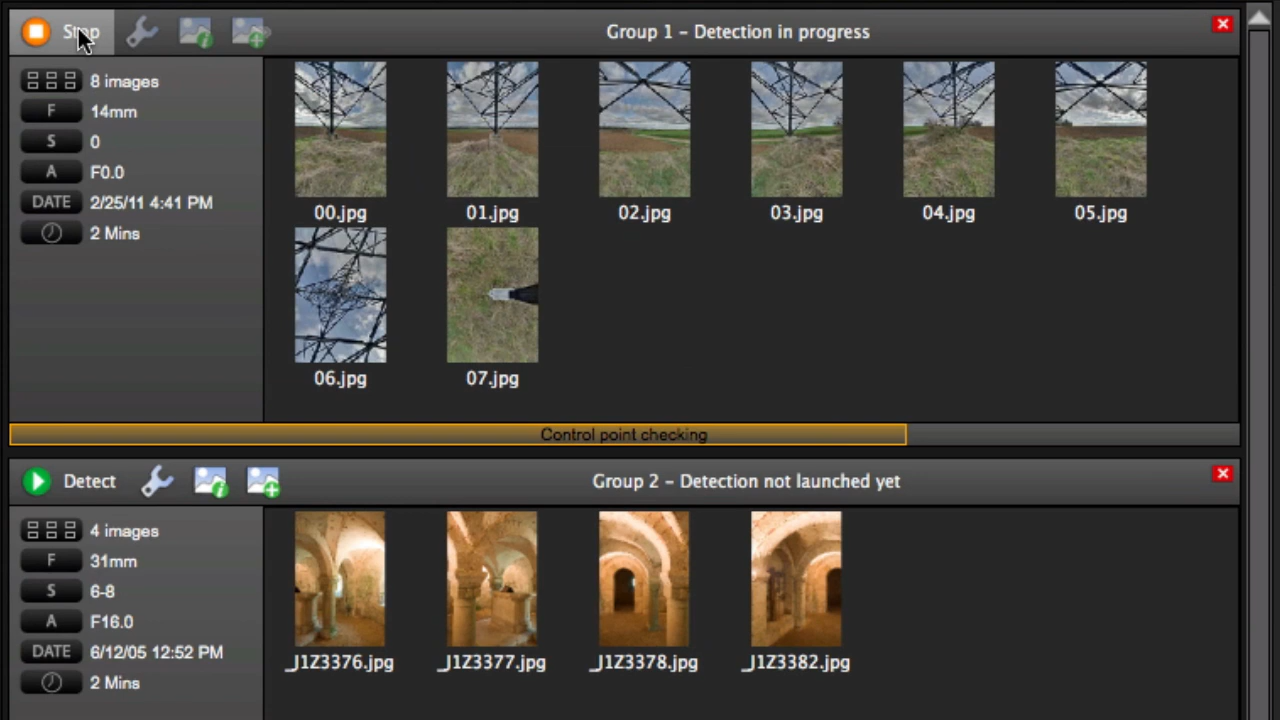 Stop
Group 1 – Detection in progress
8 images
F 14mm
S 0
A F0.0
DATE 2/25/11 4:41 PM
2 Mins
00.jpg 01.jpg 02.jpg 03.jpg 04.jpg 05.jpg
06.jpg 07.jpg
Control point checking
Detect
Group 2 – Detection not launched yet
4 images
F 31mm
S 6-8
A F16.0
DATE 6/12/05 12:52 PM
2 Mins
_J1Z3376.jpg _J1Z3377.jpg _J1Z3378.jpg _J1Z3382.jpg